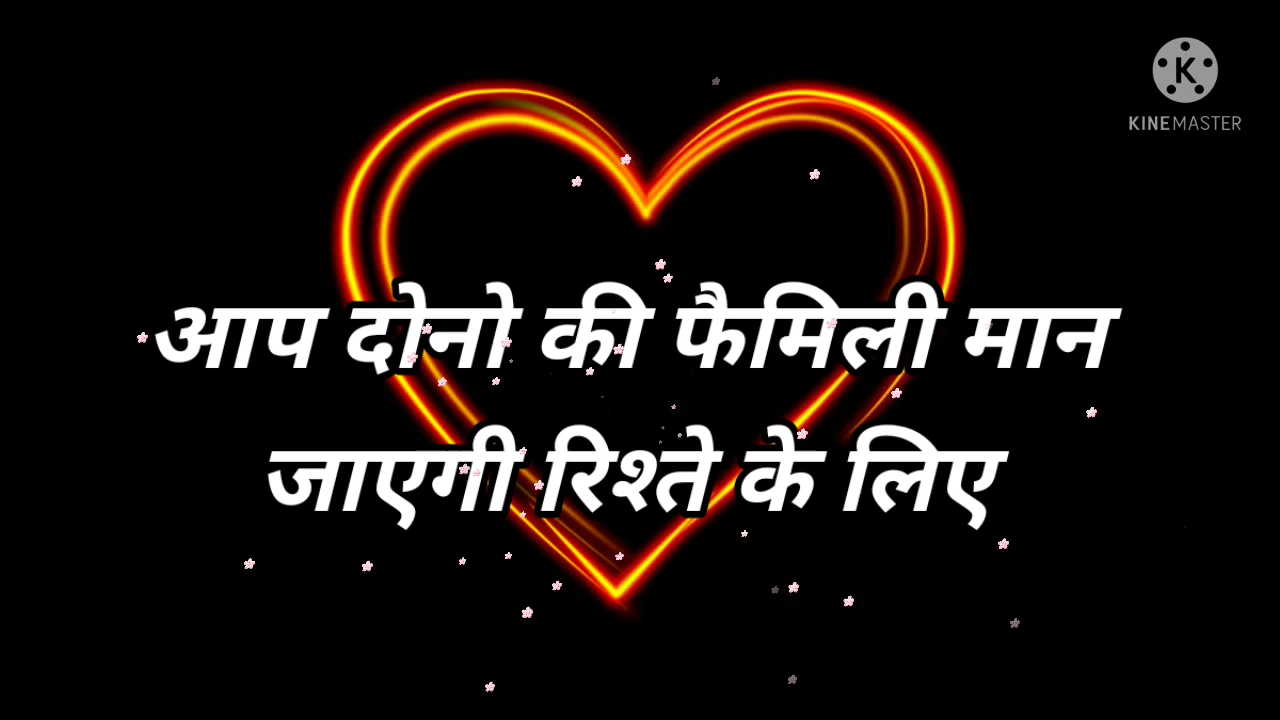 K
KINEMASTER
आप दोनो की फैमिली मान
जाएगी रिश्ते के लिए